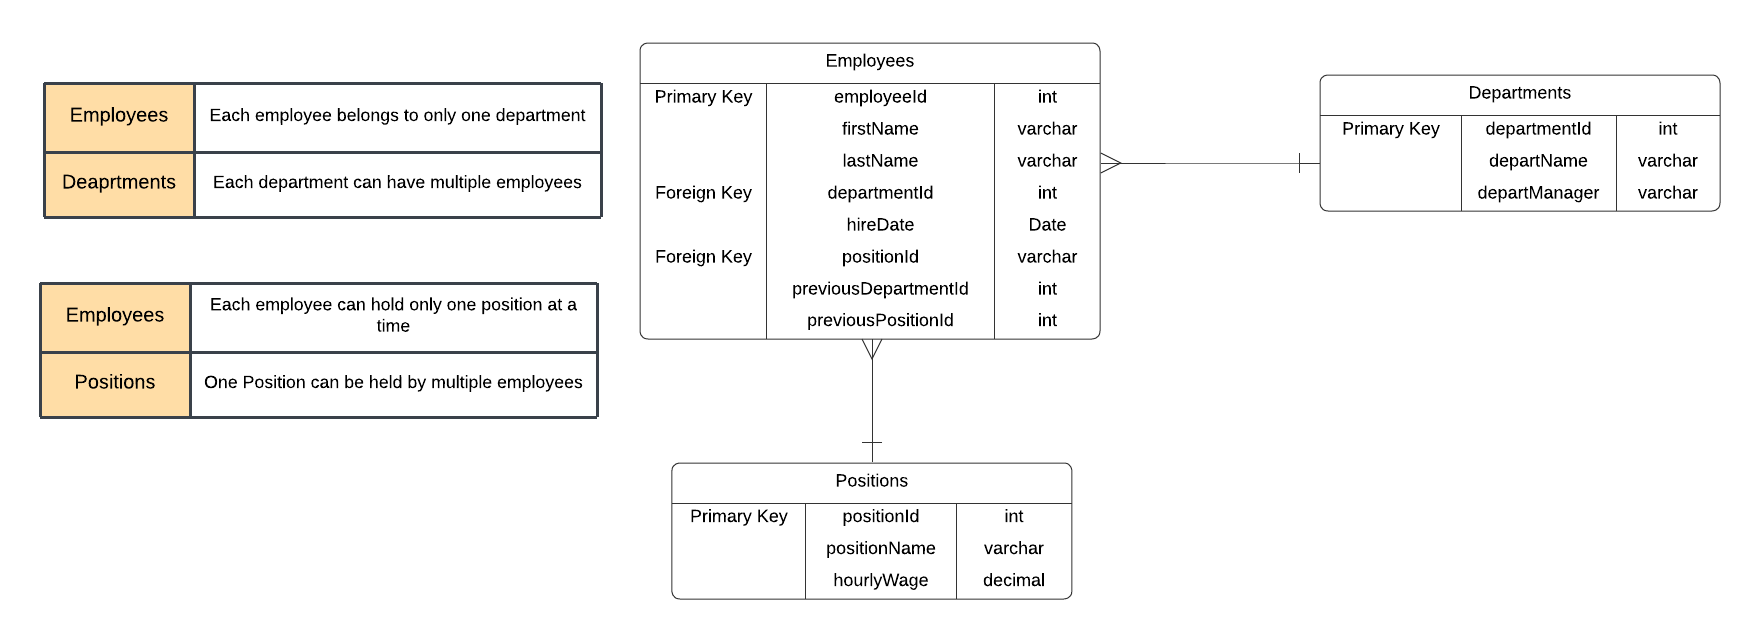 Employees
Each employee belongs to only one department
Deaprtments
Each department can have multiple employees
Employees
Each employee can hold only one position at a
time
Positions
One Position can be held by multiple employees
Employees
Primary Key employeeId int
firstName varchar
lastName varchar
Foreign Key departmentId int
hireDate Date
Foreign Key positionId varchar
previousDepartmentId int
previousPositionId int
Departments
Primary Key departmentId int
departName varchar
departManager varchar
Positions
Primary Key positionId int
positionName varchar
hourlyWage decimal